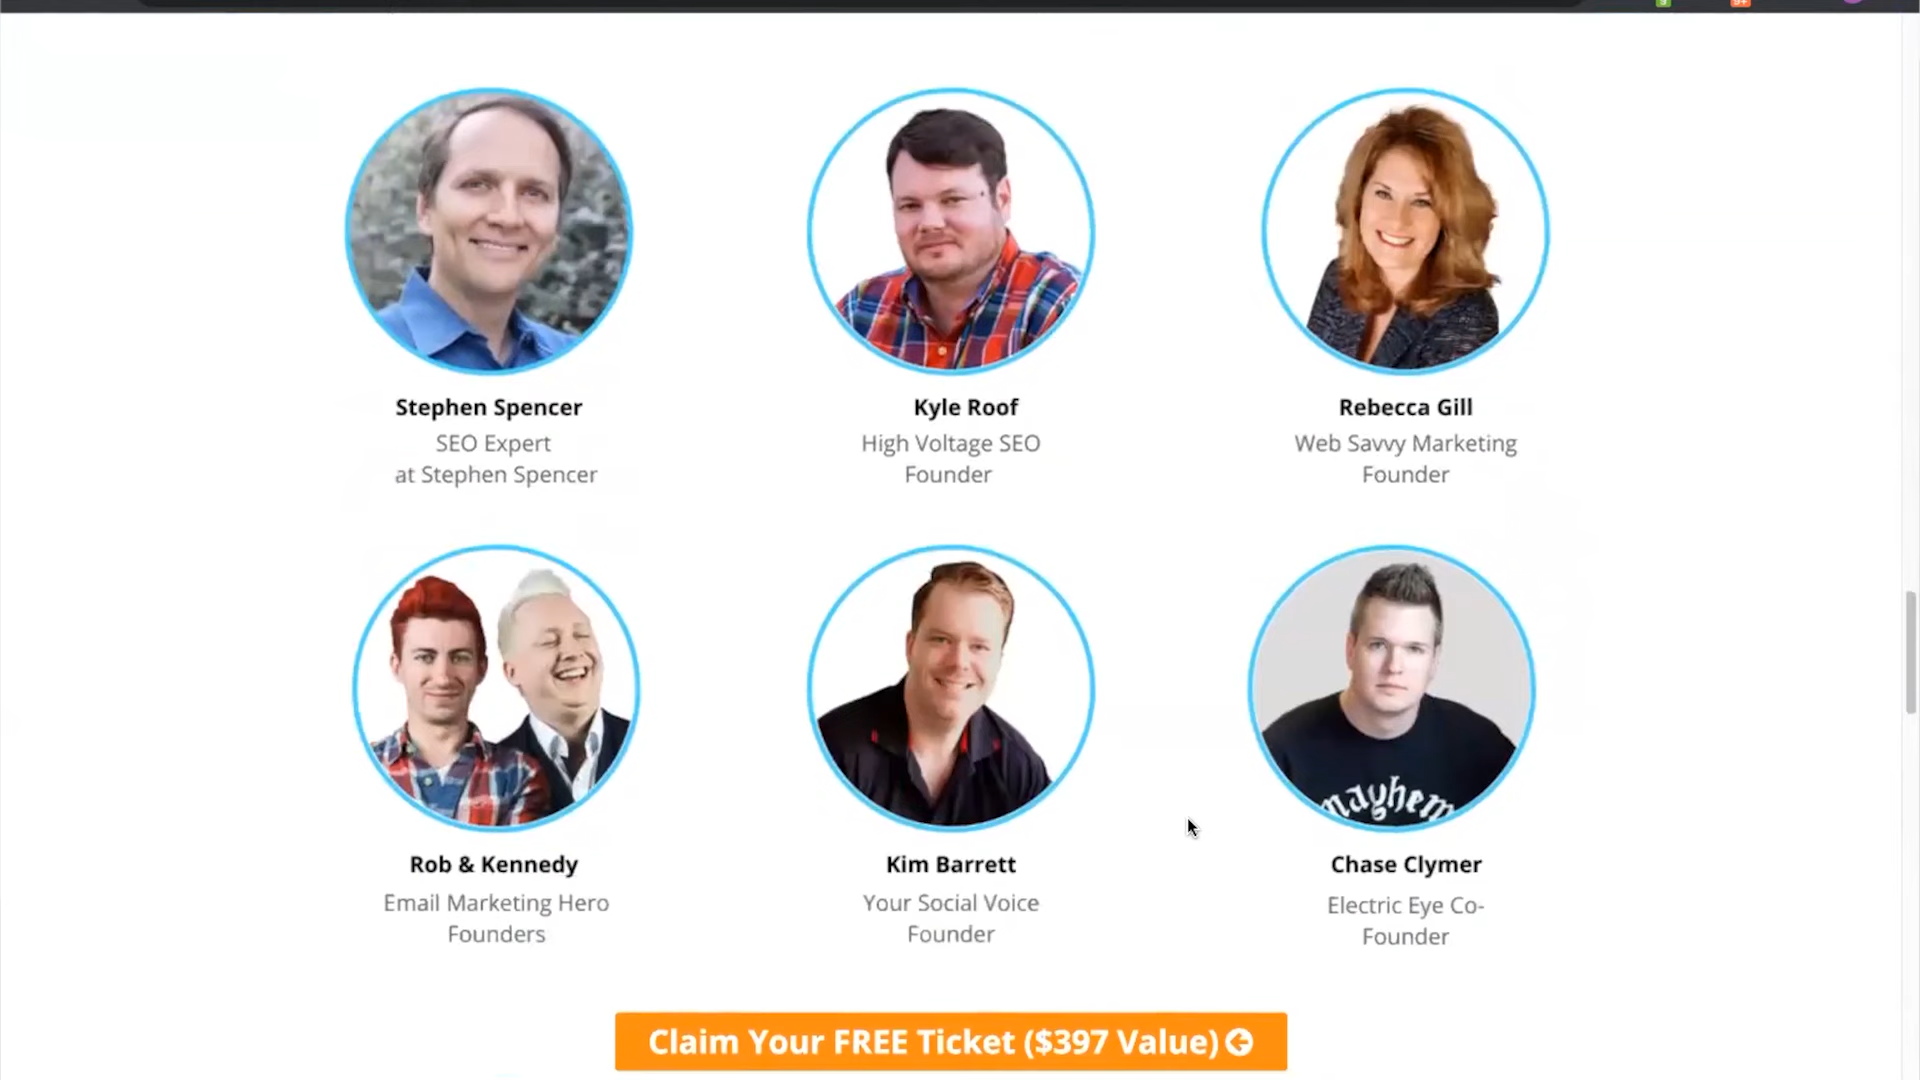 9+
Stephen Spencer
SEO Expert
at Stephen Spencer
Kyle Roof
High Voltage SEO
Founder
Rebecca Gill
Web Savvy Marketing
Founder
mayhem
Rob & Kennedy
Email Marketing Hero
Founders
Kim Barrett
Your Social Voice
Founder
Chase Clymer
Electric Eye Co-
Founder
Claim Your FREE Ticket ($397 Value)